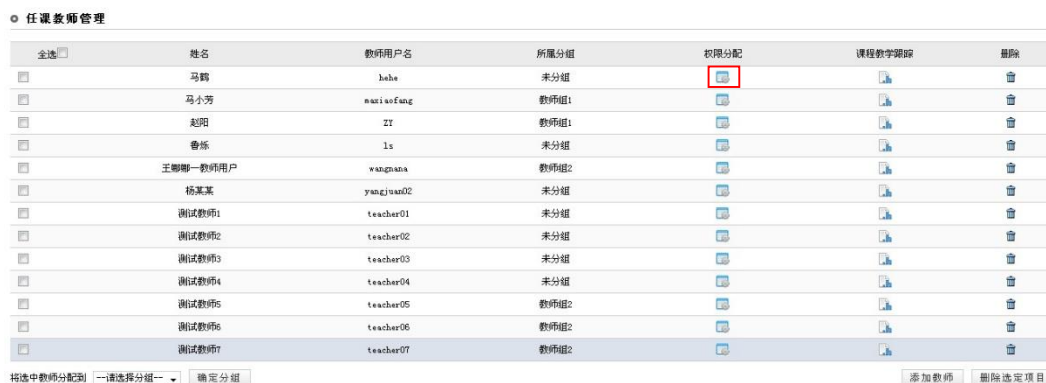 任课教师管理
全选 姓名 教师用户名 所属分组 权限分配 课程教学跟踪 删除
马鹤 hehe 未分组
马小芳 maxiaofang 教师组1
赵阳 ZY 教师组1
鲁烁 ls 未分组
王娜娜一教师用户 wangnana 教师组2
杨某某 yangjuan02 未分组
测试教师1 teacher01 未分组
测试教师2 teacher02 未分组
测试教师3 teacher03 未分组
测试教师4 teacher04 未分组
测试教师5 teacher05 教师组2
测试教师6 teacher06 教师组2
测试教师7 teacher07 教师组2
将选中教师分配到 --请选择分组-- 确定分组 添加教师 删除选定项目